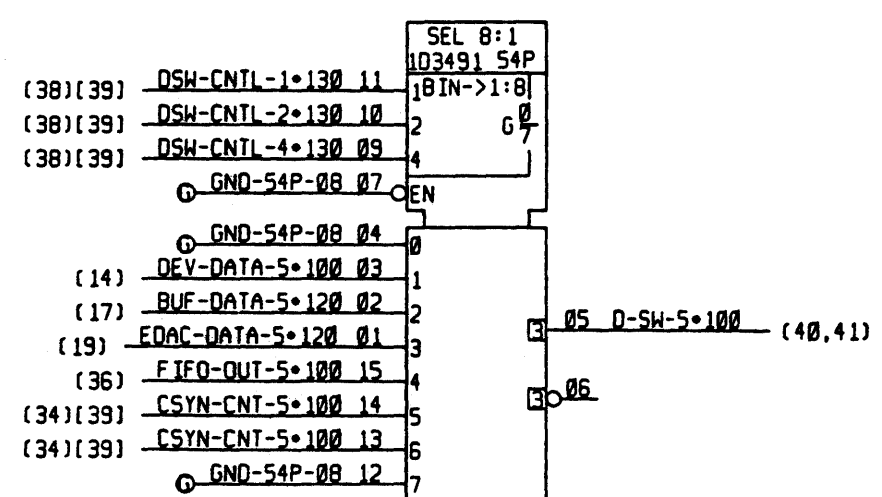 SEL 8:1
1D3491 S4P
(38)[39] DSW-CNTL-1•130 11 1 BIN->1:8
(38)[39] DSW-CNTL-2•130 10 2 G 0/7
(38)[39] DSW-CNTL-4•130 09 4
G GND-S4P-08 07 EN
G GND-S4P-08 04 0
(14) DEV-DATA-5•100 03 1
(17) BUF-DATA-5•120 02 2
3 05 D-SW-5•100 (40,41)
(19) EDAC-DATA-5•120 01 3
(36) FIFO-OUT-5•100 15 4
3 06
(34)[39] CSYN-CNT-5•100 14 5
(34)[39] CSYN-CNT-5•100 13 6
G GND-S4P-08 12 7